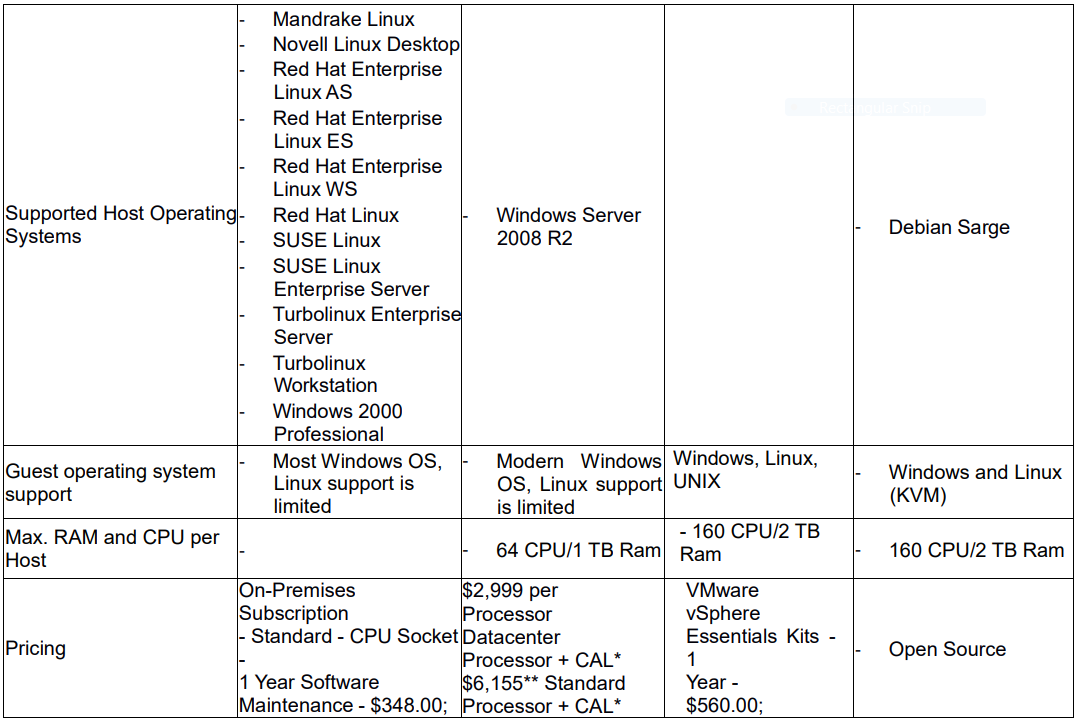 Supported Host Operating
Systems
- Mandrake Linux
- Novell Linux Desktop
- Red Hat Enterprise
Linux AS
- Red Hat Enterprise
Linux ES
- Red Hat Enterprise
Linux WS
- Red Hat Linux
- SUSE Linux
- SUSE Linux
Enterprise Server
- Turbolinux Enterprise
Server
- Turbolinux
Workstation
- Windows 2000
Professional
- Windows Server
2008 R2
- Debian Sarge
Guest operating system
support
- Most Windows OS,
Linux support is
limited
- Modern Windows
OS, Linux support
is limited
Windows, Linux,
UNIX
- Windows and Linux
(KVM)
Max. RAM and CPU per
Host
-
- 64 CPU/1 TB Ram
- 160 CPU/2 TB
Ram
- 160 CPU/2 TB Ram
Pricing
On-Premises
Subscription
- Standard - CPU Socket
-
1 Year Software
Maintenance - $348.00;
$2,999 per
Processor
Datacenter
Processor + CAL*
$6,155** Standard
Processor + CAL*
VMware
vSphere
Essentials Kits -
1
Year -
$560.00;
- Open Source
Rectangular Snip